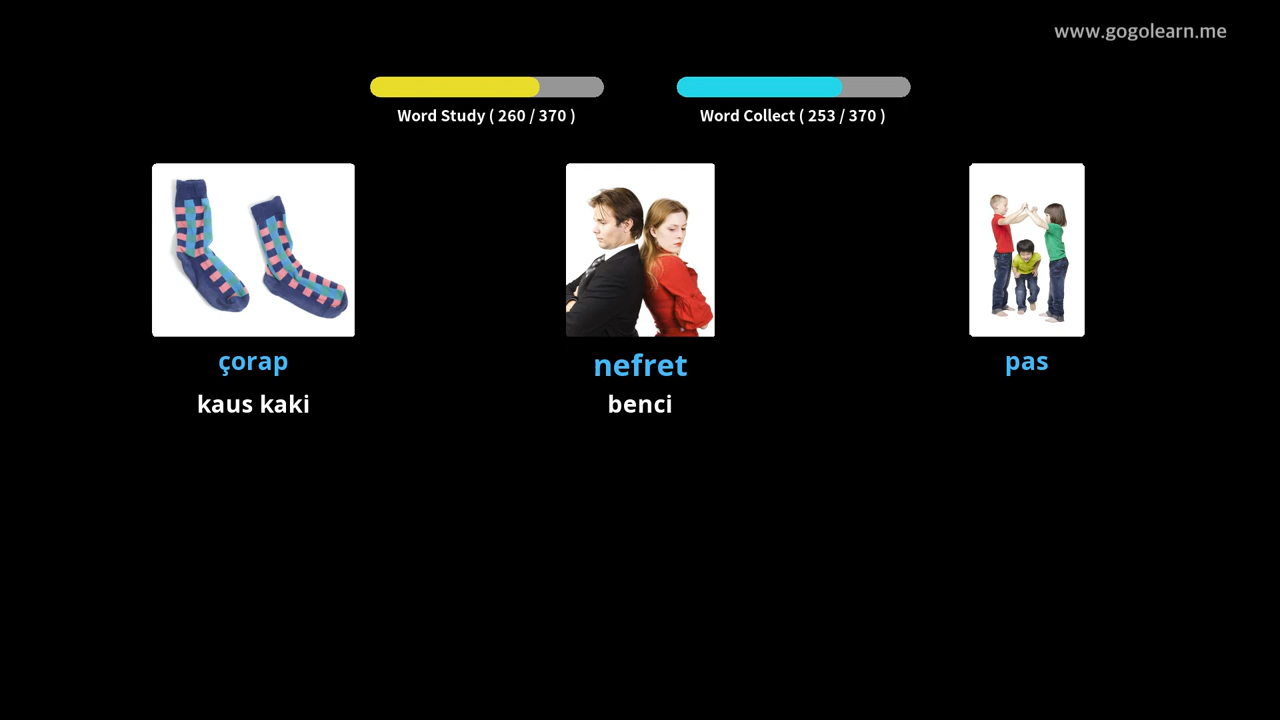 www.gogolearn.me
Word Study ( 260 / 370 )
Word Collect ( 253 / 370 )
çorap
nefret
pas
kaus kaki
benci